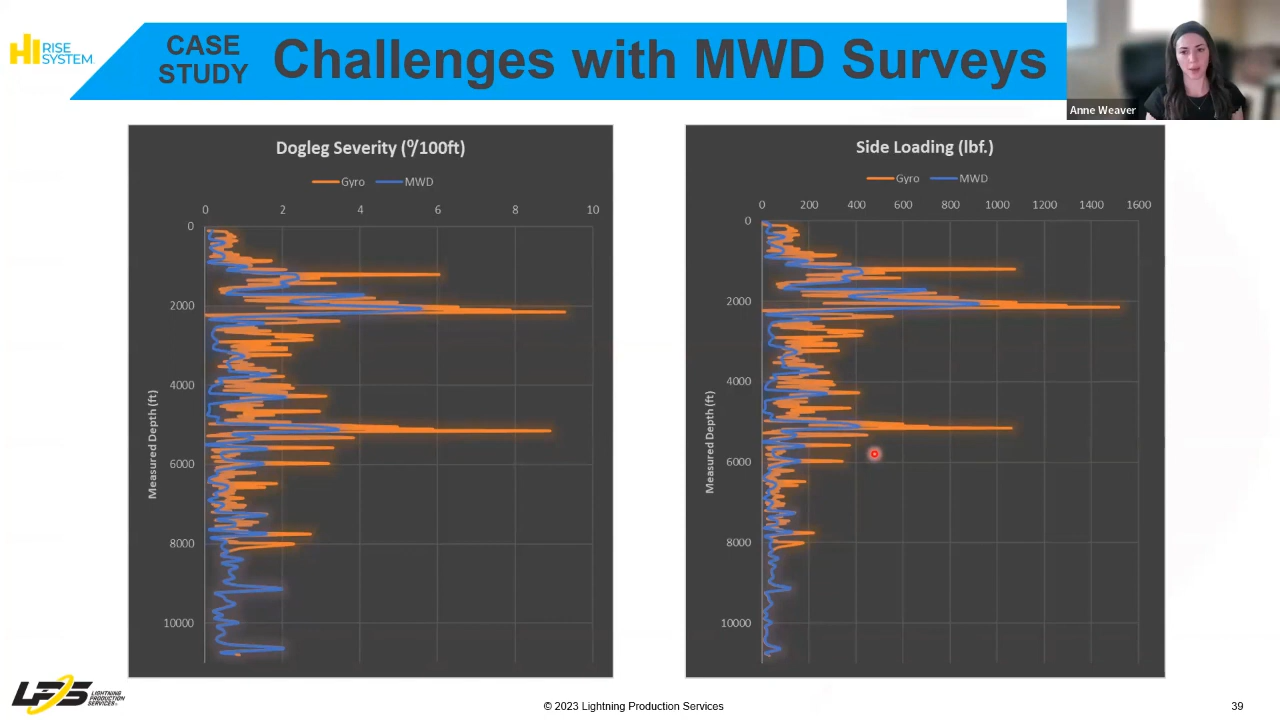 HI RISE SYSTEM
CASE STUDY
Challenges with MWD Surveys
Anne Weaver
Dogleg Severity (⁰/100ft)
Gyro MWD
0 2 4 6 8 10
0
2000
4000
6000
8000
10000
Measured Depth (ft)
Side Loading (lbf.)
Gyro MWD
0 200 400 600 800 1000 1200 1400 1600
0
2000
4000
6000
8000
10000
Measured Depth (ft)
LPS LIGHTNING PRODUCTION SERVICES
© 2023 Lightning Production Services
39